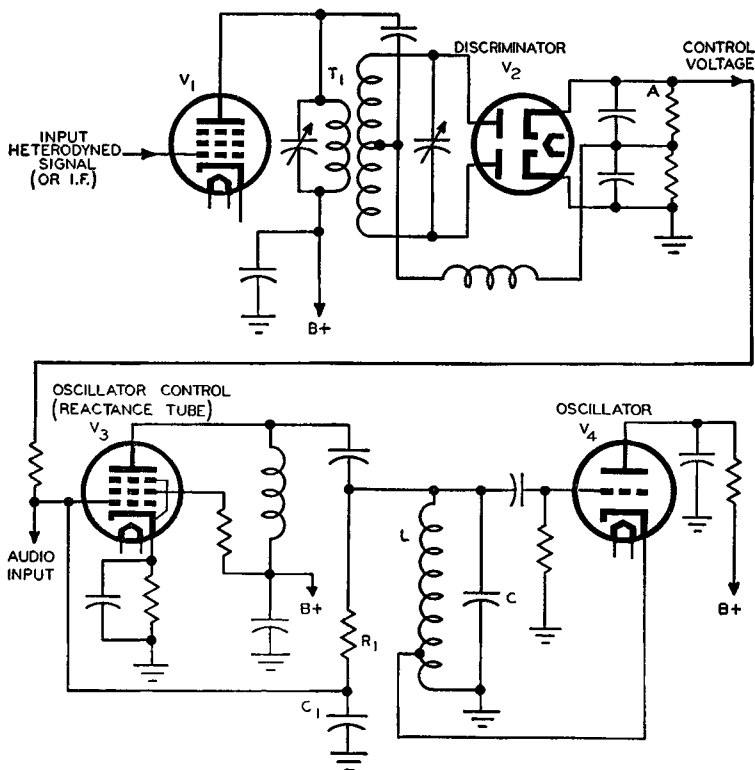 DISCRIMINATOR
V2
CONTROL
VOLTAGE
V1
T1
A
INPUT
HETERODYNED
SIGNAL
(OR I.F.)
B+
OSCILLATOR CONTROL
(REACTANCE TUBE)
V3
OSCILLATOR
V4
AUDIO
INPUT
B+
R1
C1
L
C
B+